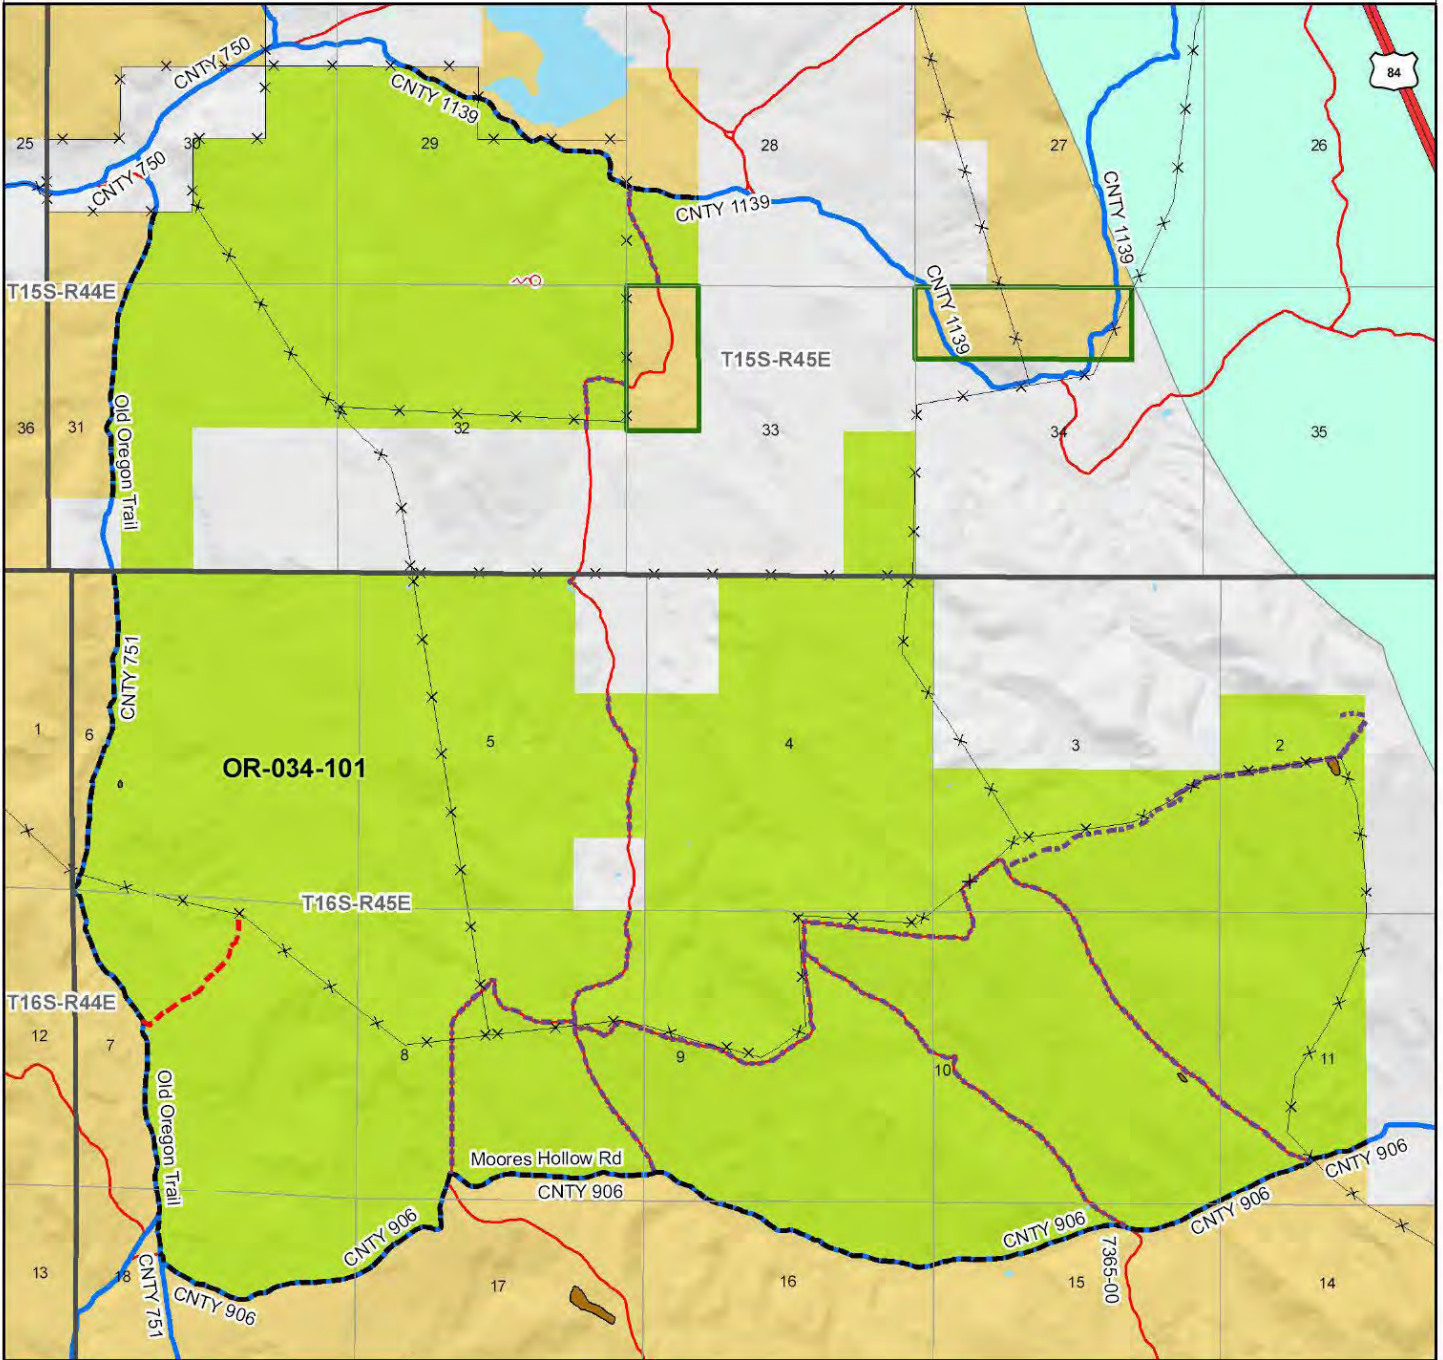 CNTY 750
84
CNTY 1139
25
30
29
28
27
26
CNTY 750
CNTY 1139
CNTY 1139
T15S-R44E
CNTY 1139
T15S-R45E
36
31
Old Oregon Trail
32
33
34
35
CNTY 751
1
6
5
4
3
2
OR-034-101
T16S-R45E
T16S-R44E
12
7
8
9
10
11
Old Oregon Trail
Moores Hollow Rd
CNTY 906
CNTY 906
CNTY 906
CNTY 906
CNTY 906
7365-00
13
18
CNTY 751
CNTY 906
17
16
15
14